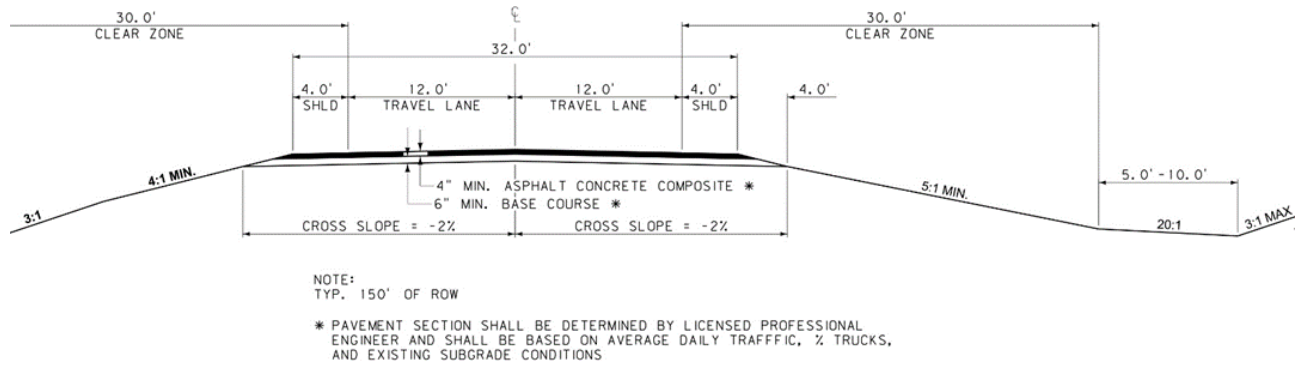 30.0'
CLEAR ZONE
℄
30.0'
CLEAR ZONE
32.0'
4.0'
SHLD
12.0'
TRAVEL LANE
12.0'
TRAVEL LANE
4.0'
SHLD
4.0'
3:1
4:1 MIN.
4" MIN. ASPHALT CONCRETE COMPOSITE *
6" MIN. BASE COURSE *
5:1 MIN.
5.0'-10.0'
20:1
3:1 MAX
CROSS SLOPE = -2%
CROSS SLOPE = -2%
NOTE:
TYP. 150' OF ROW
* PAVEMENT SECTION SHALL BE DETERMINED BY LICENSED PROFESSIONAL
ENGINEER AND SHALL BE BASED ON AVERAGE DAILY TRAFFFIC, % TRUCKS,
AND EXISTING SUBGRADE CONDITIONS